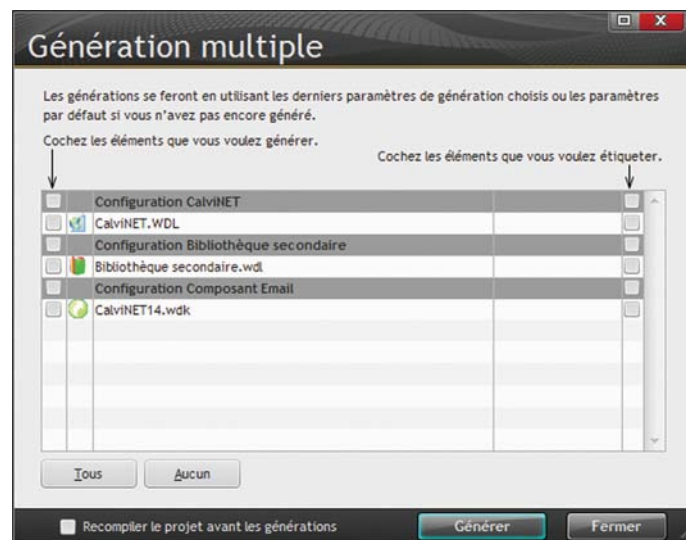 Génération multiple
Les générations se feront en utilisant les derniers paramètres de génération choisis ou les paramètres
par défaut si vous n'avez pas encore généré.
Cochez les éléments que vous voulez générer.
Cochez les éléments que vous voulez étiqueter.
Configuration CalviNET
CalviNET.WDL
Configuration Bibliothèque secondaire
Bibliothèque secondaire.wdl
Configuration Composant Email
CalviNET14.wdk
Tous
Aucun
Recompiler le projet avant les générations
Générer
Fermer